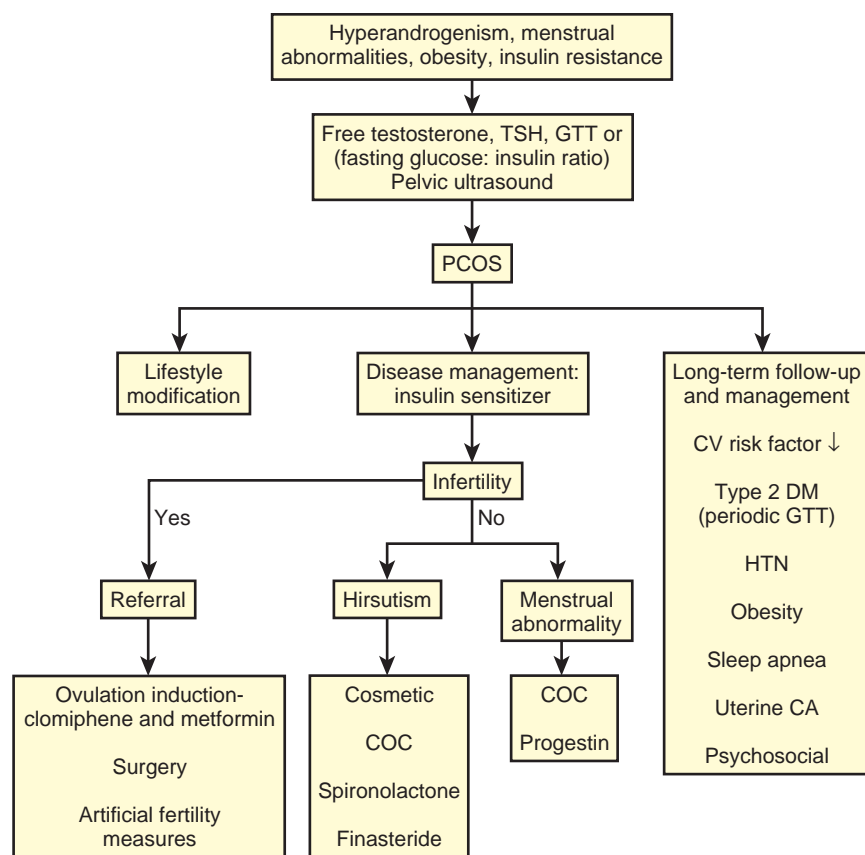 Hyperandrogenism, menstrual
abnormalities, obesity, insulin resistance
Free testosterone, TSH, GTT or
(fasting glucose: insulin ratio)
Pelvic ultrasound
PCOS
Lifestyle
modification
Disease management:
insulin sensitizer
Long-term follow-up
and management
CV risk factor ↓
Type 2 DM
(periodic GTT)
HTN
Obesity
Sleep apnea
Uterine CA
Psychosocial
Infertility
Yes
No
Referral
Hirsutism
Menstrual
abnormality
Ovulation induction-
clomiphene and metformin
Surgery
Artificial fertility
measures
Cosmetic
COC
Spironolactone
Finasteride
COC
Progestin